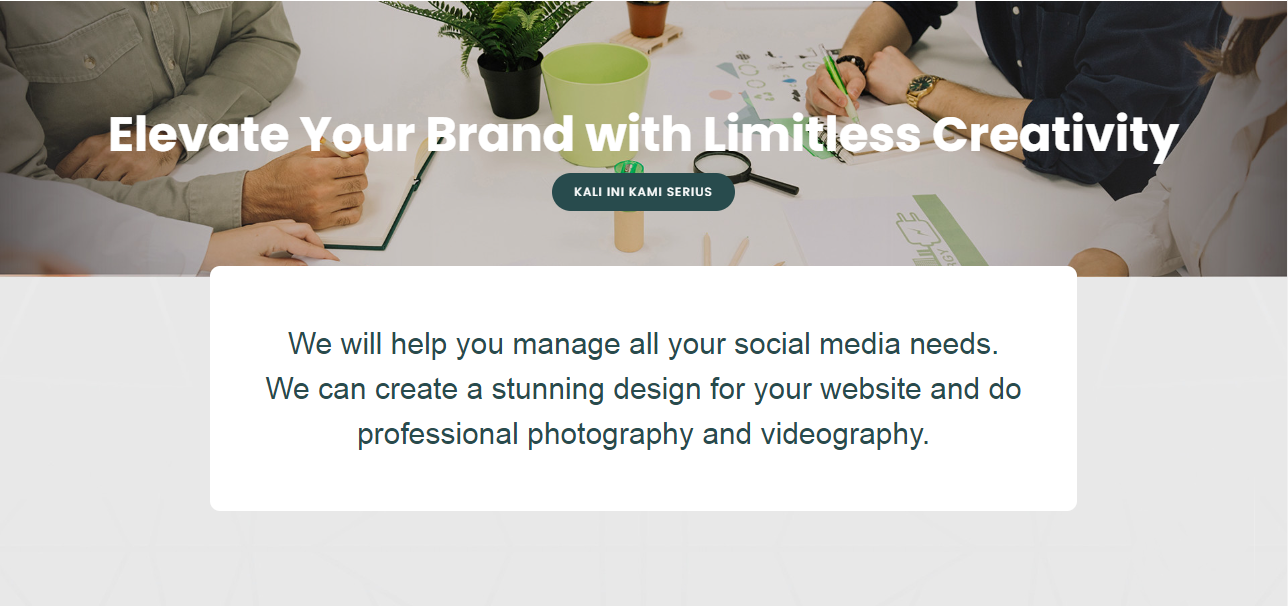 Elevate Your Brand with Limitless Creativity
KALI INI KAMI SERIUS
We will help you manage all your social media needs.
We can create a stunning design for your website and do
professional photography and videography.